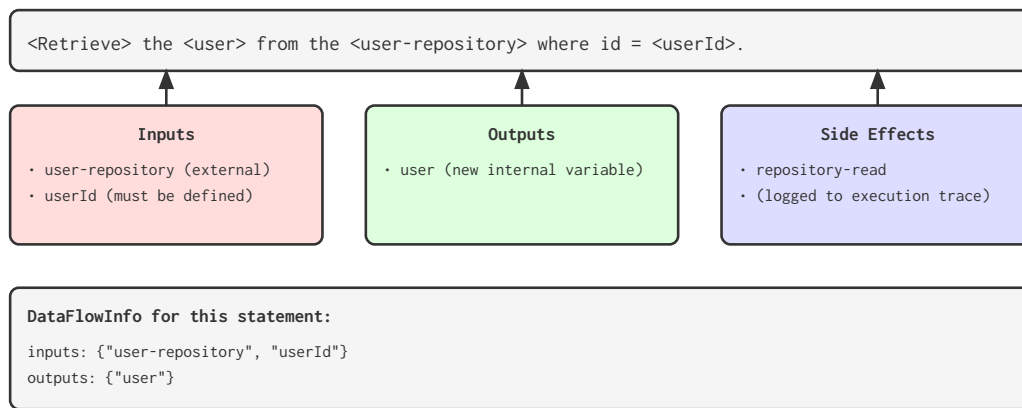 <Retrieve> the <user> from the <user-repository> where id = <userId>.
Inputs
· user-repository (external)
· userId (must be defined)
Outputs
· user (new internal variable)
Side Effects
· repository-read
· (logged to execution trace)
DataFlowInfo for this statement:
inputs: {"user-repository", "userId"}
outputs: {"user"}